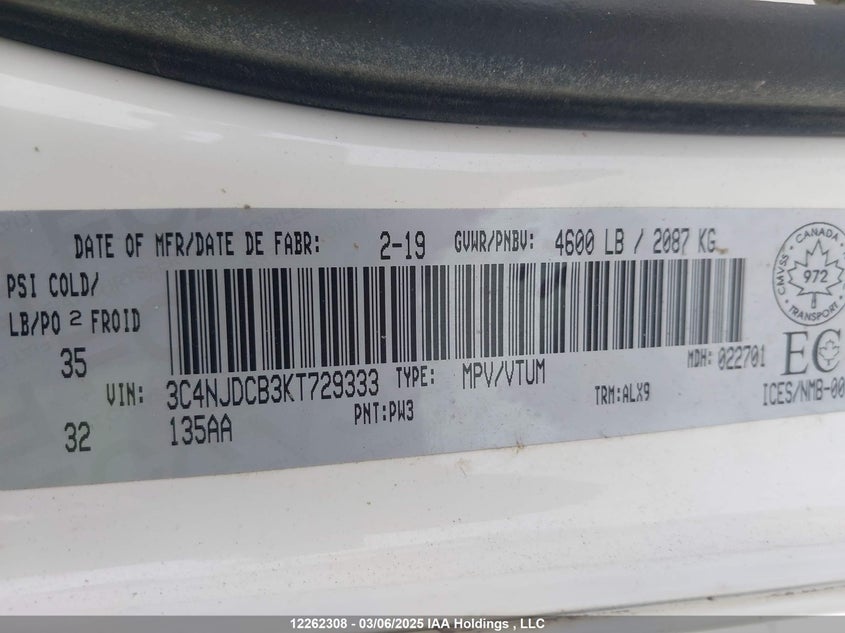 DATE OF MFR/DATE DE FABR: 2-19 GVWR/PNBV: 4600 LB / 2087 KG
PSI COLD/
LB/PO 2 FROID
35
32
VIN: 3C4NJDCB3KT729333 TYPE: MPV/VTUM MDH: 022701
135AA PNT:PW3 TRM:ALX9
CANADA
CMVSS 972
TRANSPORT
EC
ICES/NMB-00
12262308 - 03/06/2025 IAA Holdings , LLC